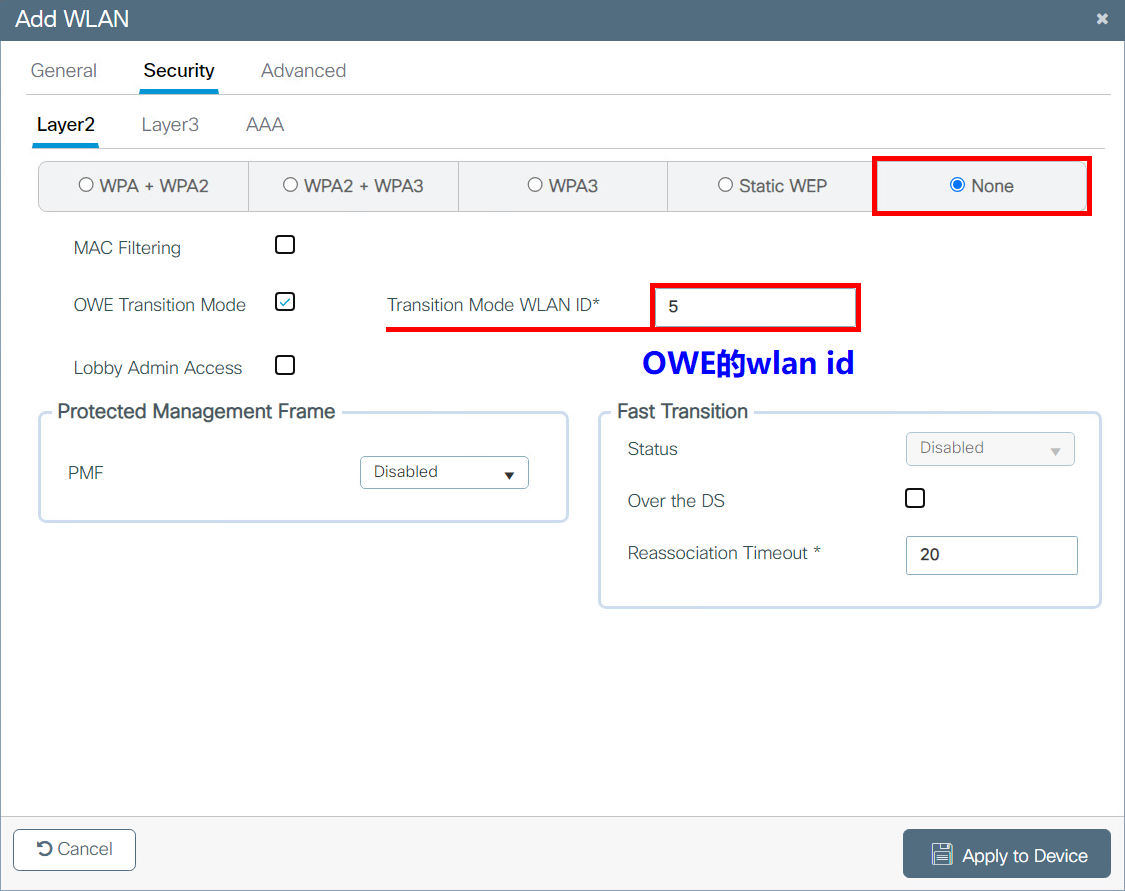 Add WLAN
General Security Advanced
Layer2 Layer3 AAA
WPA + WPA2 WPA2 + WPA3 WPA3 Static WEP None
MAC Filtering
OWE Transition Mode Transition Mode WLAN ID* 5
OWE的wlan id
Lobby Admin Access
Protected Management Frame
PMF Disabled
Fast Transition
Status Disabled
Over the DS
Reassociation Timeout * 20
Cancel Apply to Device